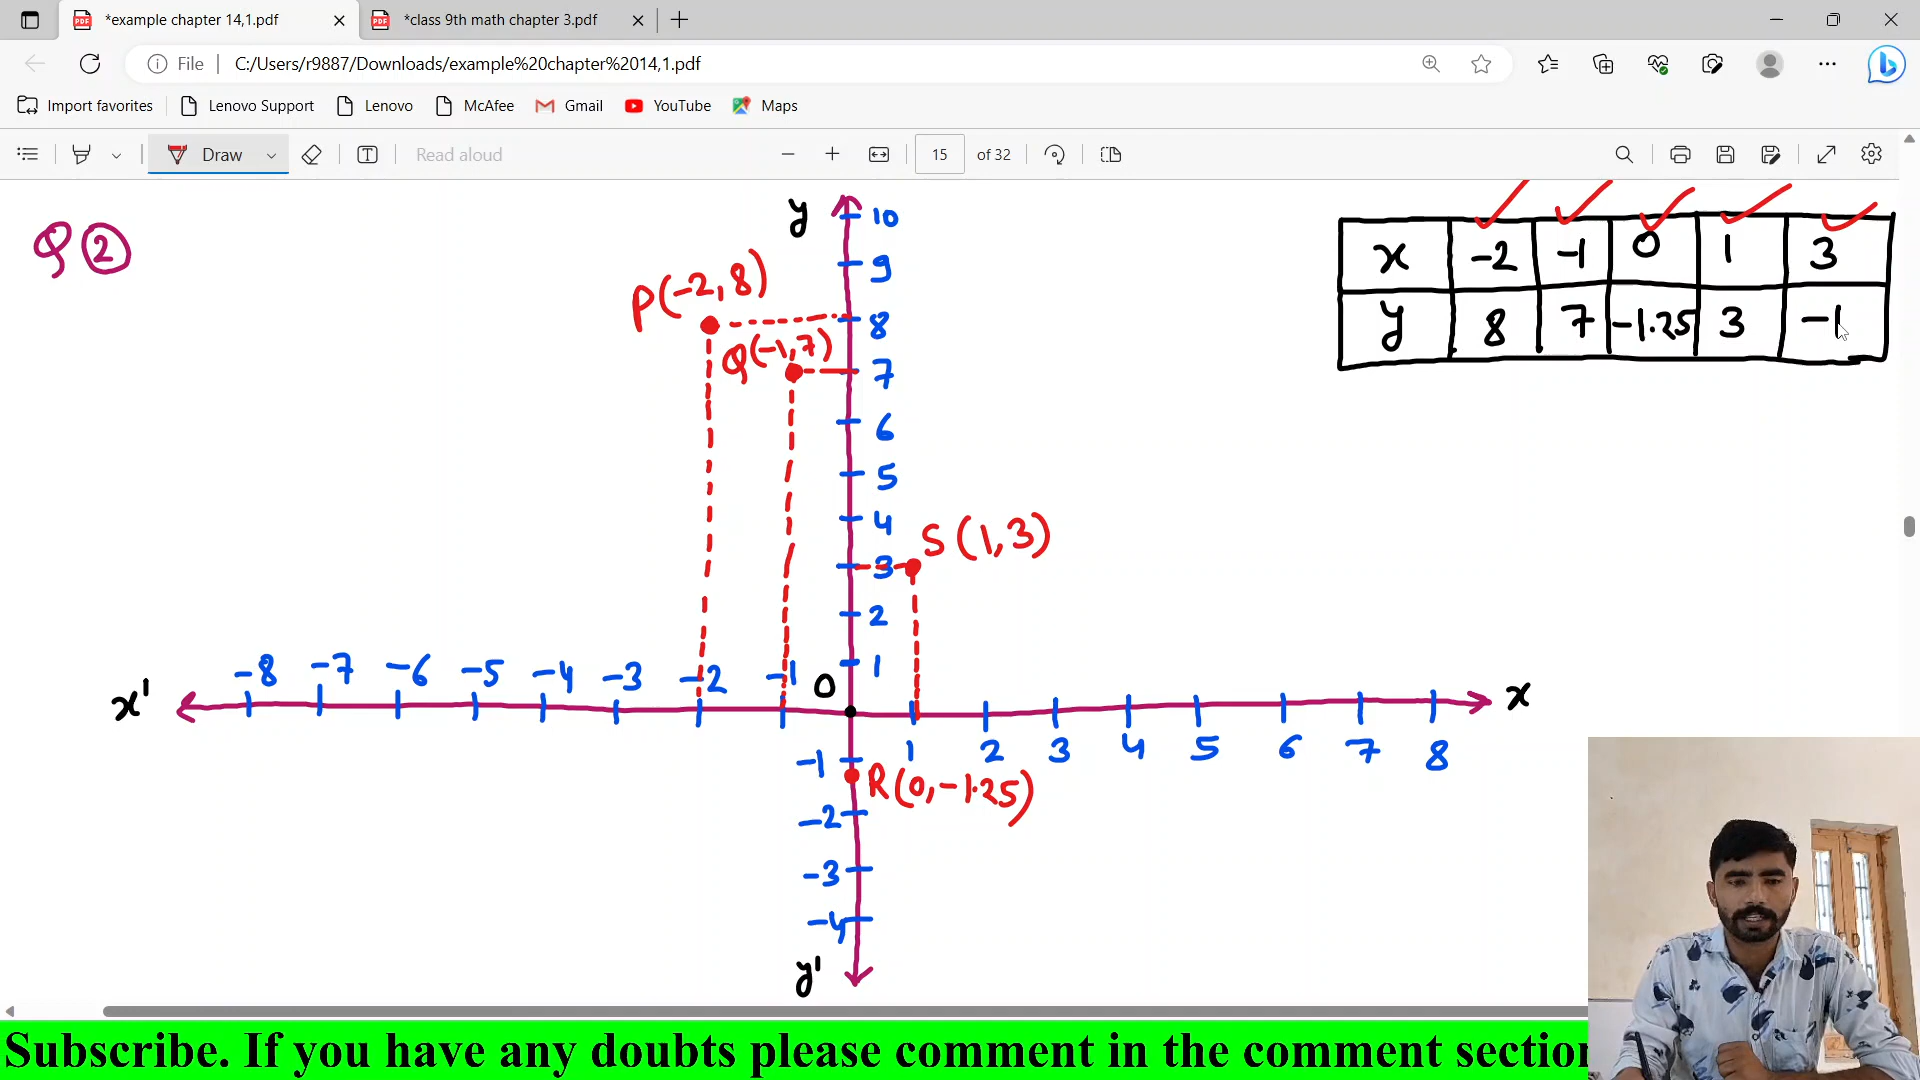 *example chapter 14,1.pdf
*class 9th math chapter 3.pdf
File C:/Users/r9887/Downloads/example%20chapter%2014,1.pdf
Import favorites Lenovo Support Lenovo McAfee Gmail YouTube Maps
Draw Read aloud 15 of 32
Q 2
y 10
x -2 -1 0 1 3
9
P(-2,8)
y 8 7 -1.25 3 -1
8
Q(-1,7)
7
6
5
4
S (1,3)
3
2
1
-8 -7 -6 -5 -4 -3 -2 -1 0
x' x
1 2 3 4 5 6 7 8
-1
R(0,-1.25)
-2
-3
-4
y'
Subscribe. If you have any doubts please comment in the comment section